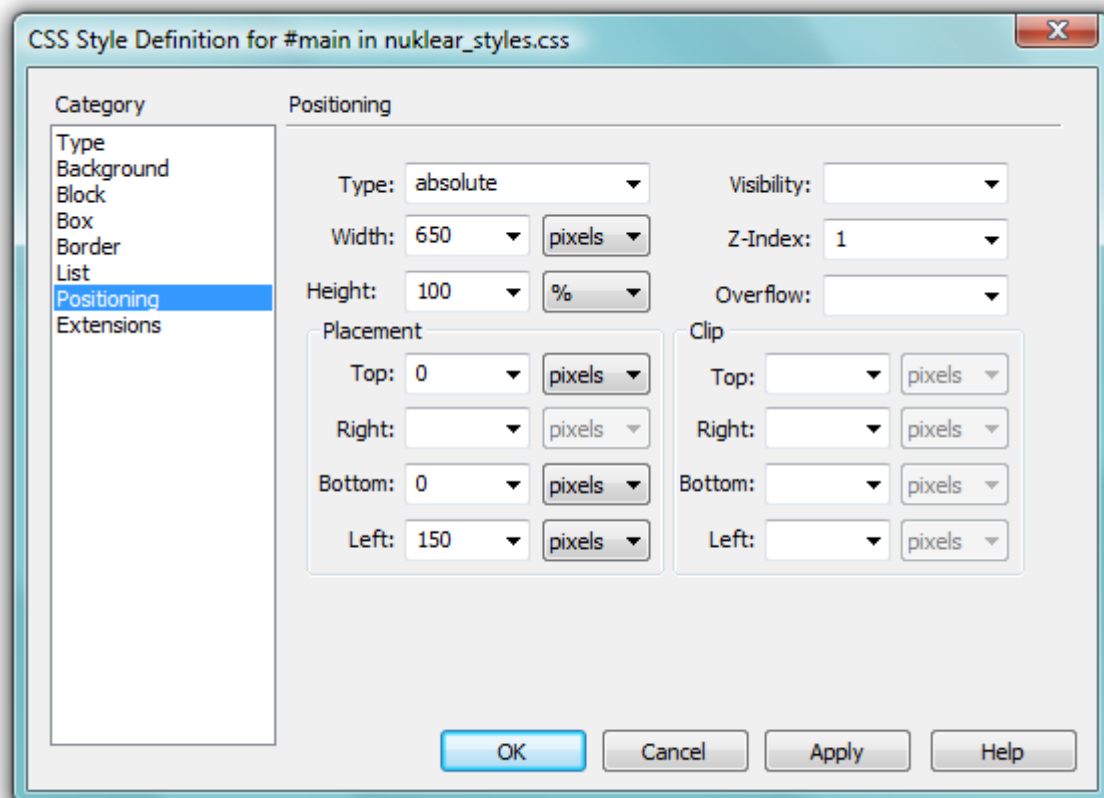 CSS Style Definition for #main in nuklear_styles.css
X
Category
Type
Background
Block
Box
Border
List
Positioning
Extensions
Positioning
Type: absolute
Visibility:
Width: 650 pixels
Z-Index: 1
Height: 100 %
Overflow:
Placement
Top: 0 pixels
Right: pixels
Bottom: 0 pixels
Left: 150 pixels
Clip
Top: pixels
Right: pixels
Bottom: pixels
Left: pixels
OK Cancel Apply Help